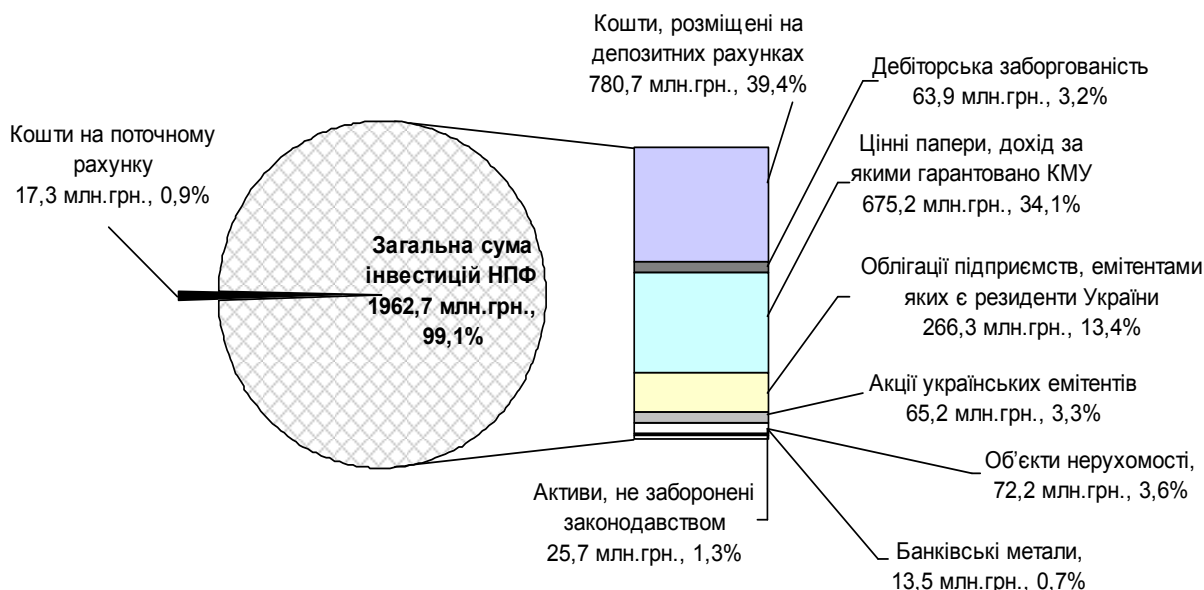 Кошти, розміщені на
депозитних рахунках
780,7 млн.грн., 39,4%
Дебіторська заборгованість
63,9 млн.грн., 3,2%
Кошти на поточному
рахунку
17,3 млн.грн., 0,9%
Цінні папери, дохід за
якими гарантовано КМУ
675,2 млн.грн., 34,1%
Загальна сума
інвестицій НПФ
1962,7 млн.грн.,
99,1%
Облігації підприємств, емітентами
яких є резиденти України
266,3 млн.грн., 13,4%
Акції українських емітентів
65,2 млн.грн., 3,3%
Об’єкти нерухомості,
72,2 млн.грн., 3,6%
Активи, не заборонені
законодавством
25,7 млн.грн., 1,3%
Банківські метали,
13,5 млн.грн., 0,7%